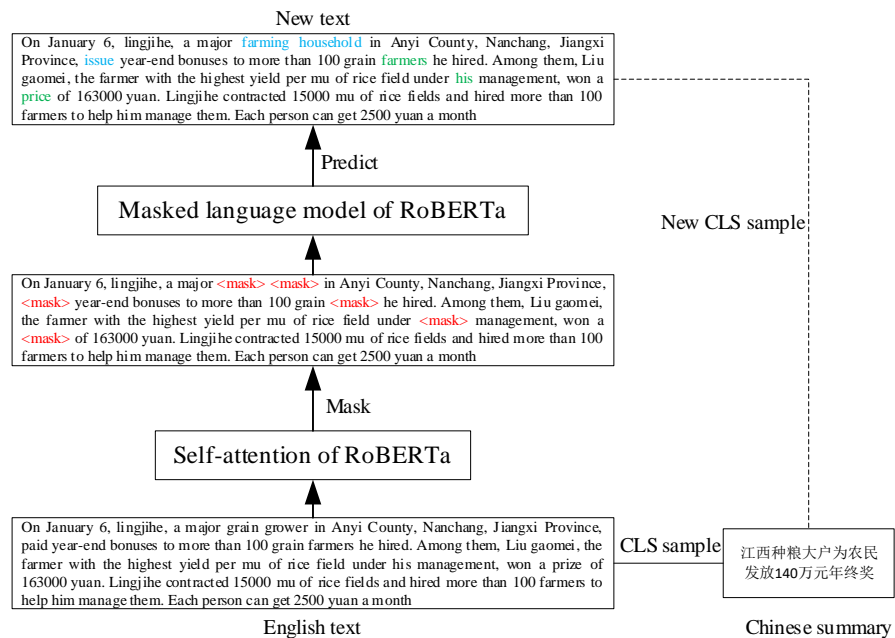 New text
On January 6, lingjihe, a major farming household in Anyi County, Nanchang, Jiangxi
Province, issue year-end bonuses to more than 100 grain farmers he hired. Among them, Liu
gaomei, the farmer with the highest yield per mu of rice field under his management, won a
price of 163000 yuan. Lingjihe contracted 15000 mu of rice fields and hired more than 100
farmers to help him manage them. Each person can get 2500 yuan a month
Predict
Masked language model of RoBERTa
New CLS sample
On January 6, lingjihe, a major <mask> <mask> in Anyi County, Nanchang, Jiangxi Province,
<mask> year-end bonuses to more than 100 grain <mask> he hired. Among them, Liu gaomei,
the farmer with the highest yield per mu of rice field under <mask> management, won a
<mask> of 163000 yuan. Lingjihe contracted 15000 mu of rice fields and hired more than 100
farmers to help him manage them. Each person can get 2500 yuan a month
Mask
Self-attention of RoBERTa
On January 6, lingjihe, a major grain grower in Anyi County, Nanchang, Jiangxi Province,
paid year-end bonuses to more than 100 grain farmers he hired. Among them, Liu gaomei, the
farmer with the highest yield per mu of rice field under his management, won a prize of
163000 yuan. Lingjihe contracted 15000 mu of rice fields and hired more than 100 farmers to
help him manage them. Each person can get 2500 yuan a month
CLS sample
江西种粮大户为农民
发放140万元年终奖
English text
Chinese summary